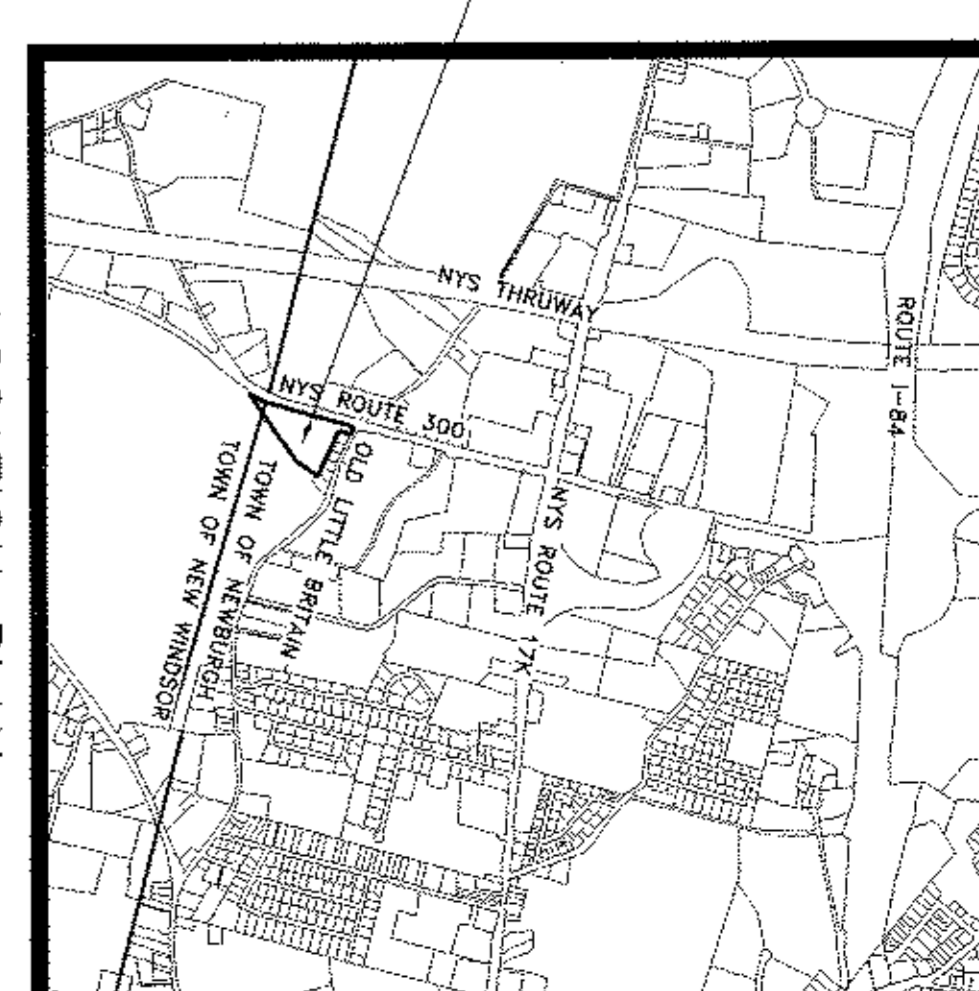 NYS THRUWAY
ROUTE I-84
NYS ROUTE 300
OLD LITTLE BRITAIN
TOWN OF NEWBURGH
TOWN OF NEW WINDSOR
NYS ROUTE 17K